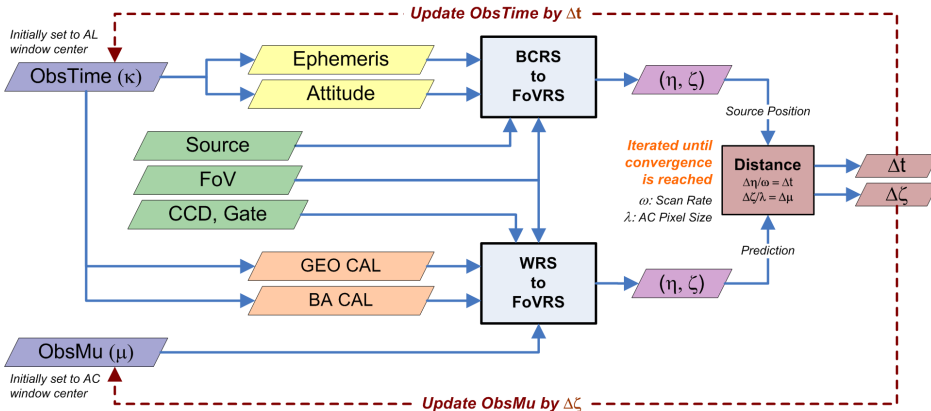 Update ObsTime by Δt
Initially set to AL
window center
ObsTime (κ)
Ephemeris
Attitude
BCRS
to
FoVRS
(η, ζ)
Source Position
Source
FoV
CCD, Gate
Iterated until
convergence
is reached
ω: Scan Rate
λ: AC Pixel Size
Distance
Δη/ω = Δt
Δζ/λ = Δμ
Δt
Δζ
Prediction
GEO CAL
BA CAL
WRS
to
FoVRS
(η, ζ)
ObsMu (μ)
Initially set to AC
window center
Update ObsMu by Δζ